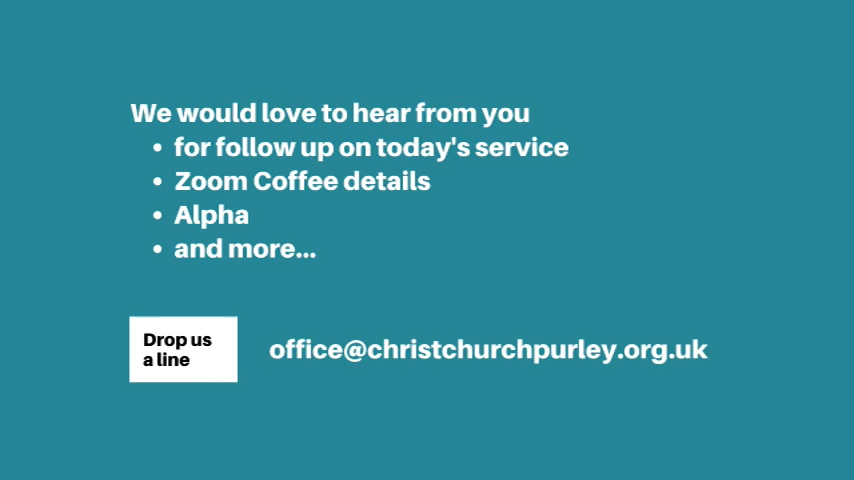 We would love to hear from you
• for follow up on today's service
• Zoom Coffee details
• Alpha
• and more...
Drop us
a line
office@christchurchpurley.org.uk